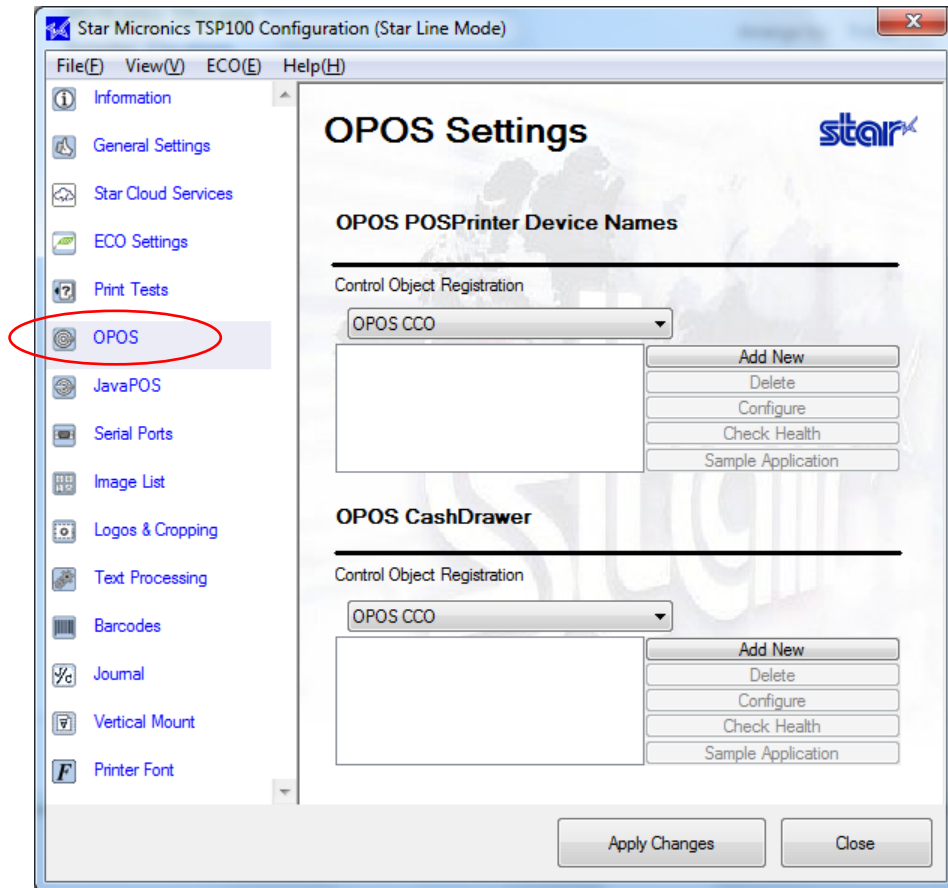 Star Micronics TSP100 Configuration (Star Line Mode)
File(F) View(V) ECO(E) Help(H)
Information
General Settings
Star Cloud Services
ECO Settings
Print Tests
OPOS
JavaPOS
Serial Ports
Image List
Logos & Cropping
Text Processing
Barcodes
Journal
Vertical Mount
Printer Font
OPOS Settings
star
OPOS POSPrinter Device Names
Control Object Registration
OPOS CCO
Add New
Delete
Configure
Check Health
Sample Application
OPOS CashDrawer
Control Object Registration
OPOS CCO
Add New
Delete
Configure
Check Health
Sample Application
Apply Changes
Close